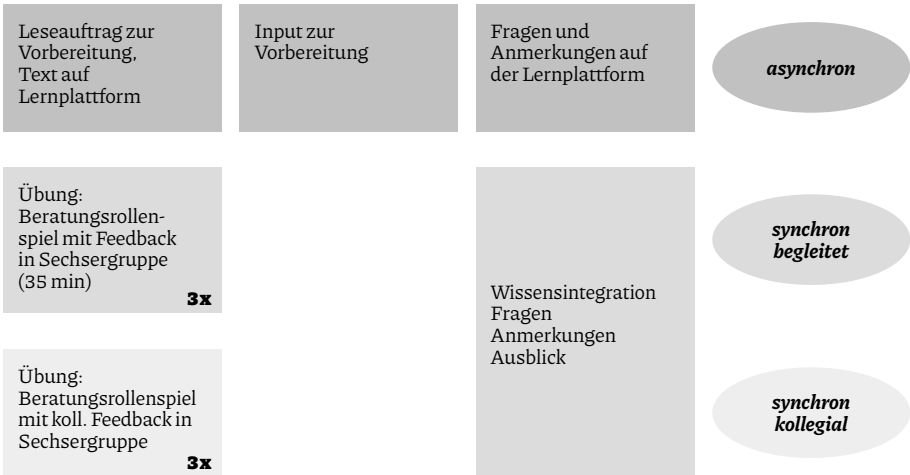 Leseauftrag zur
Vorbereitung,
Text auf
Lernplattform
Input zur
Vorbereitung
Fragen und
Anmerkungen auf
der Lernplattform
asynchron
Übung:
Beratungsrollen-
spiel mit Feedback
in Sechsergruppe
(35 min)
3x
Wissensintegration
Fragen
Anmerkungen
Ausblick
synchron
begleitet
Übung:
Beratungsrollenspiel
mit koll. Feedback in
Sechsergruppe
3x
synchron
kollegial